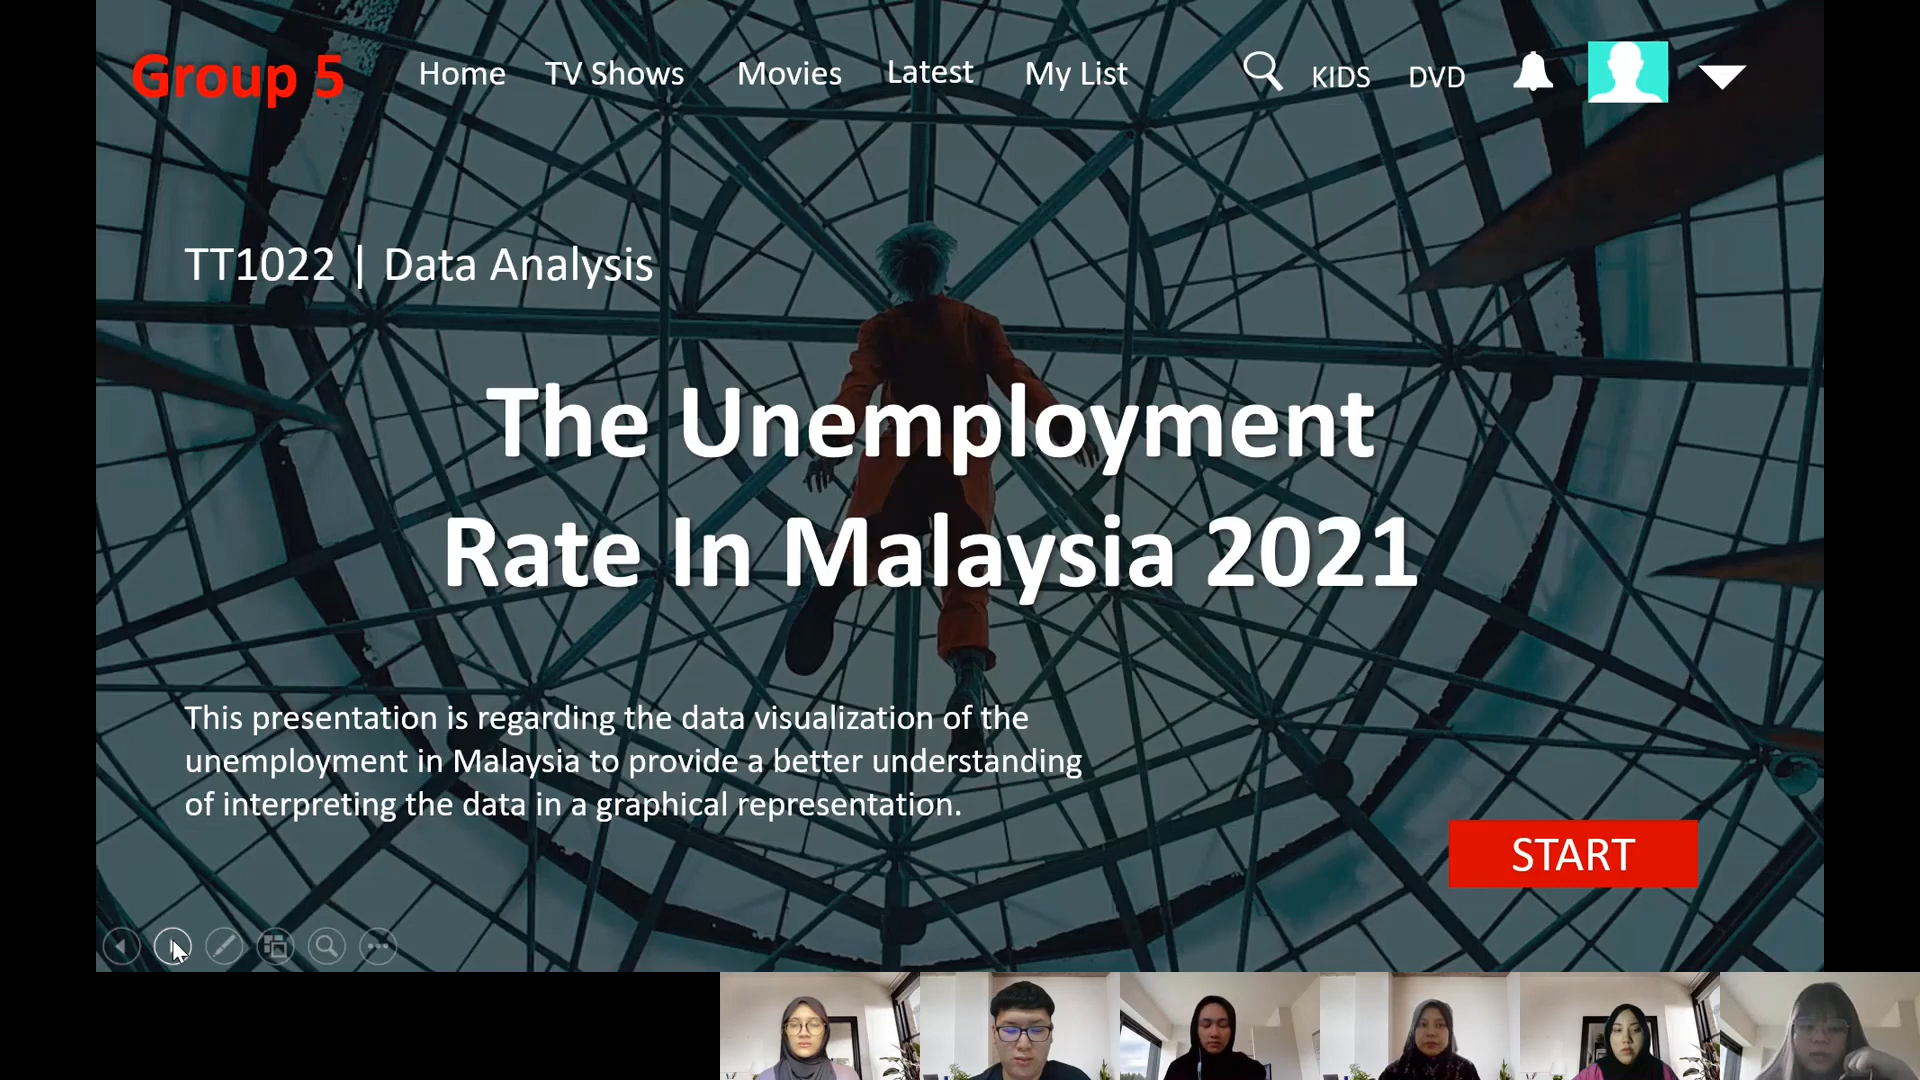 Group 5
Home TV Shows Movies Latest My List KIDS DVD
TT1022 | Data Analysis
The Unemployment
Rate In Malaysia 2021
This presentation is regarding the data visualization of the
unemployment in Malaysia to provide a better understanding
of interpreting the data in a graphical representation.
START